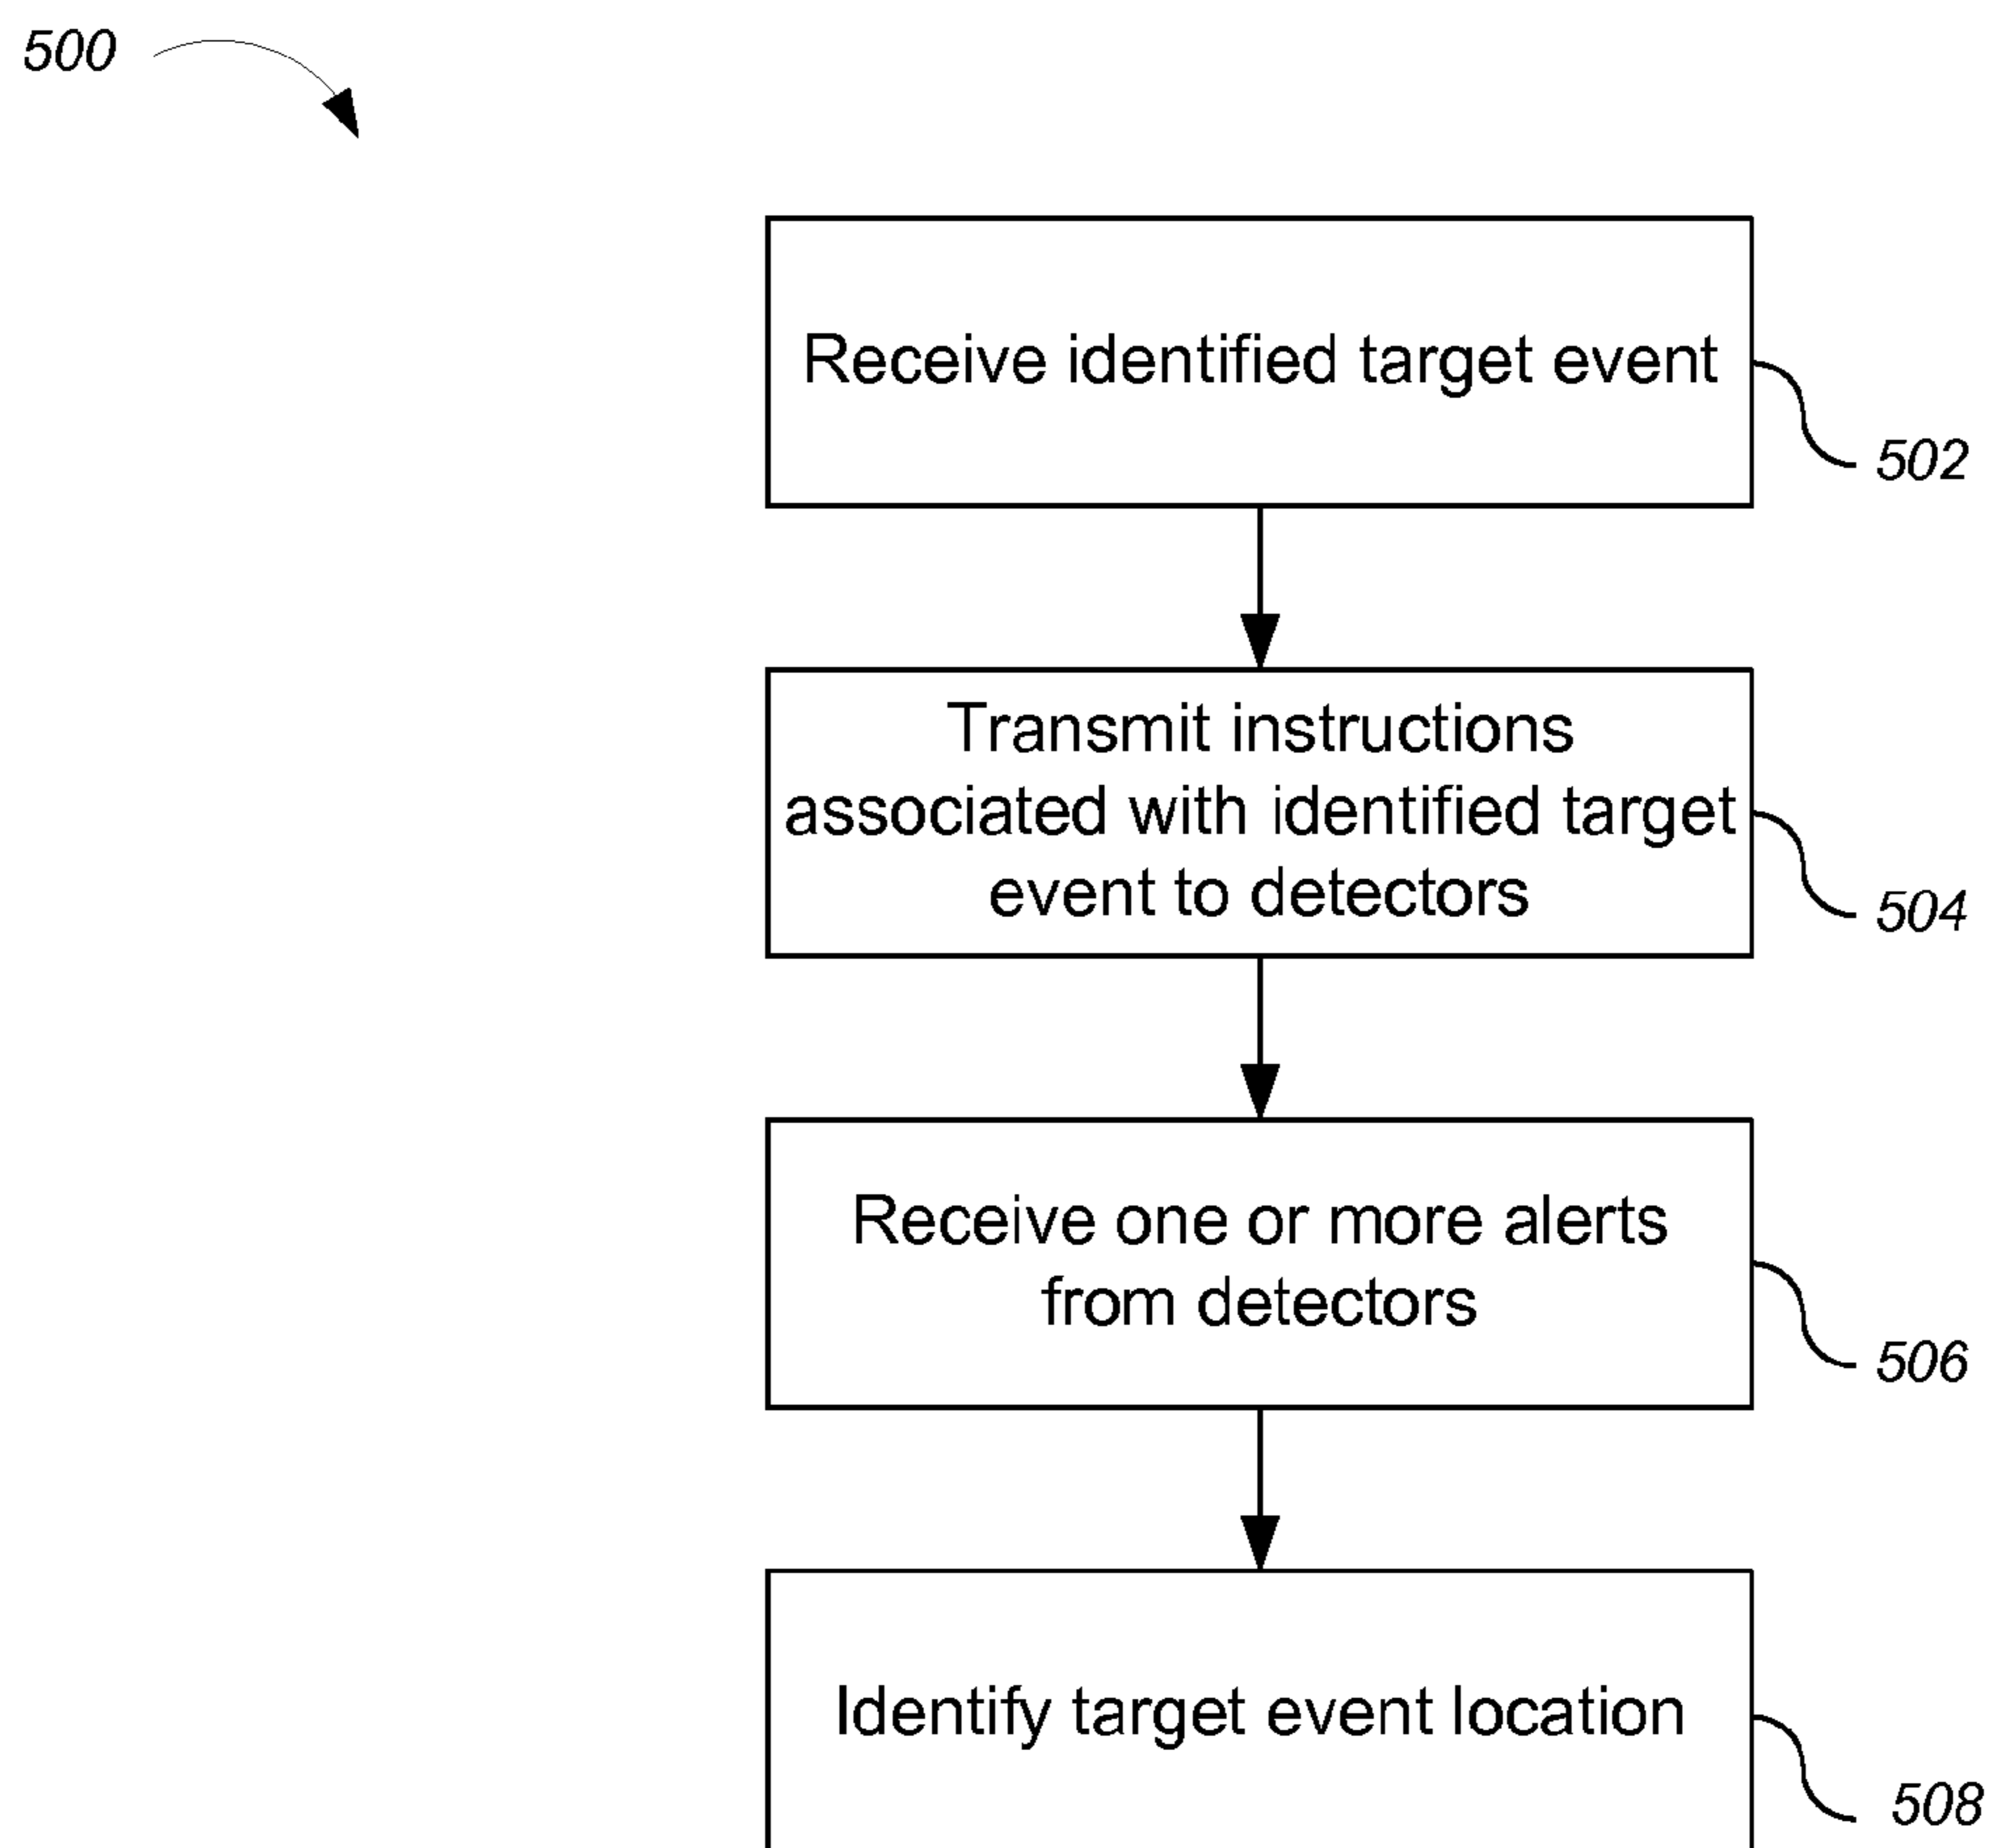 500
Receive identified target event
502
Transmit instructions
associated with identified target
event to detectors
504
Receive one or more alerts
from detectors
506
Identify target event location
508